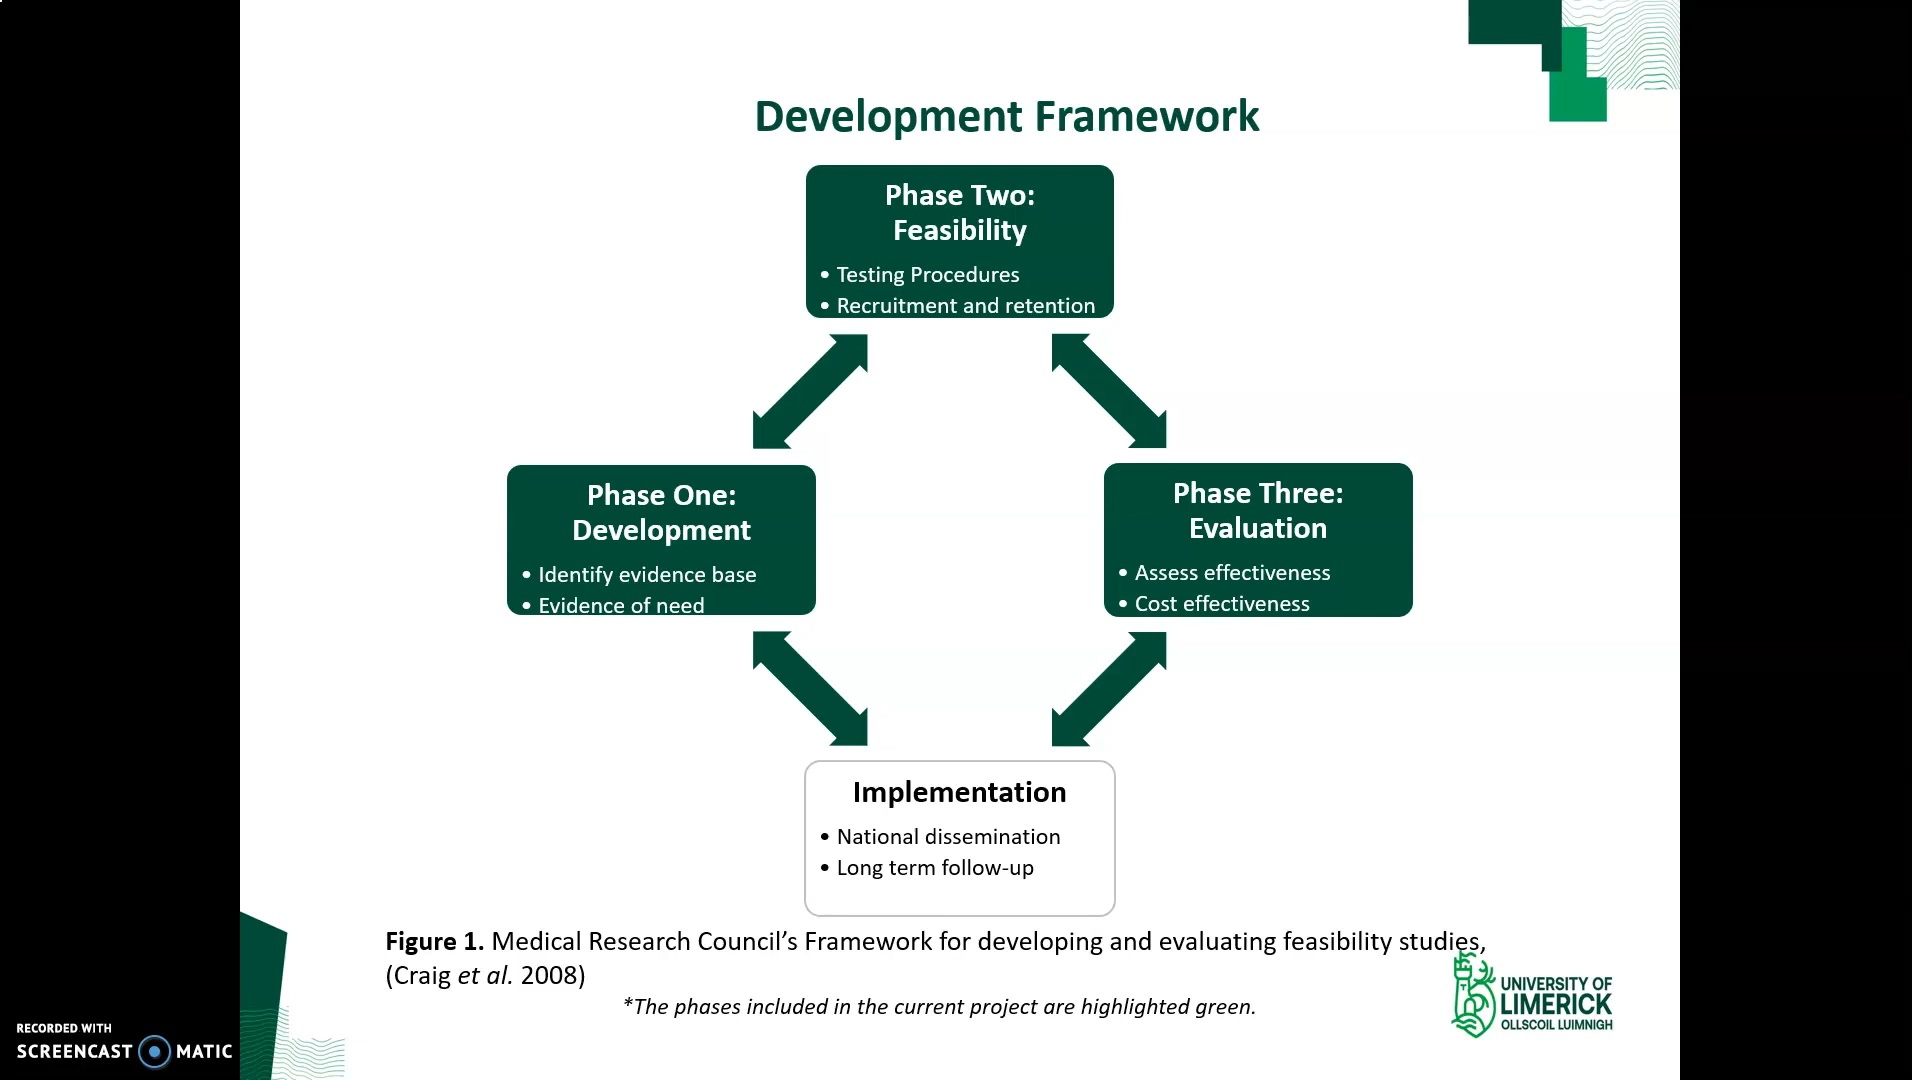 Development Framework
Phase Two:
Feasibility
• Testing Procedures
• Recruitment and retention
Phase One:
Development
• Identify evidence base
• Evidence of need
Phase Three:
Evaluation
• Assess effectiveness
• Cost effectiveness
Implementation
• National dissemination
• Long term follow-up
Figure 1. Medical Research Council’s Framework for developing and evaluating feasibility studies,
(Craig et al. 2008)
*The phases included in the current project are highlighted green.
UNIVERSITY OF
LIMERICK
OLLSCOIL LUIMNIGH
RECORDED WITH
SCREENCAST MATIC